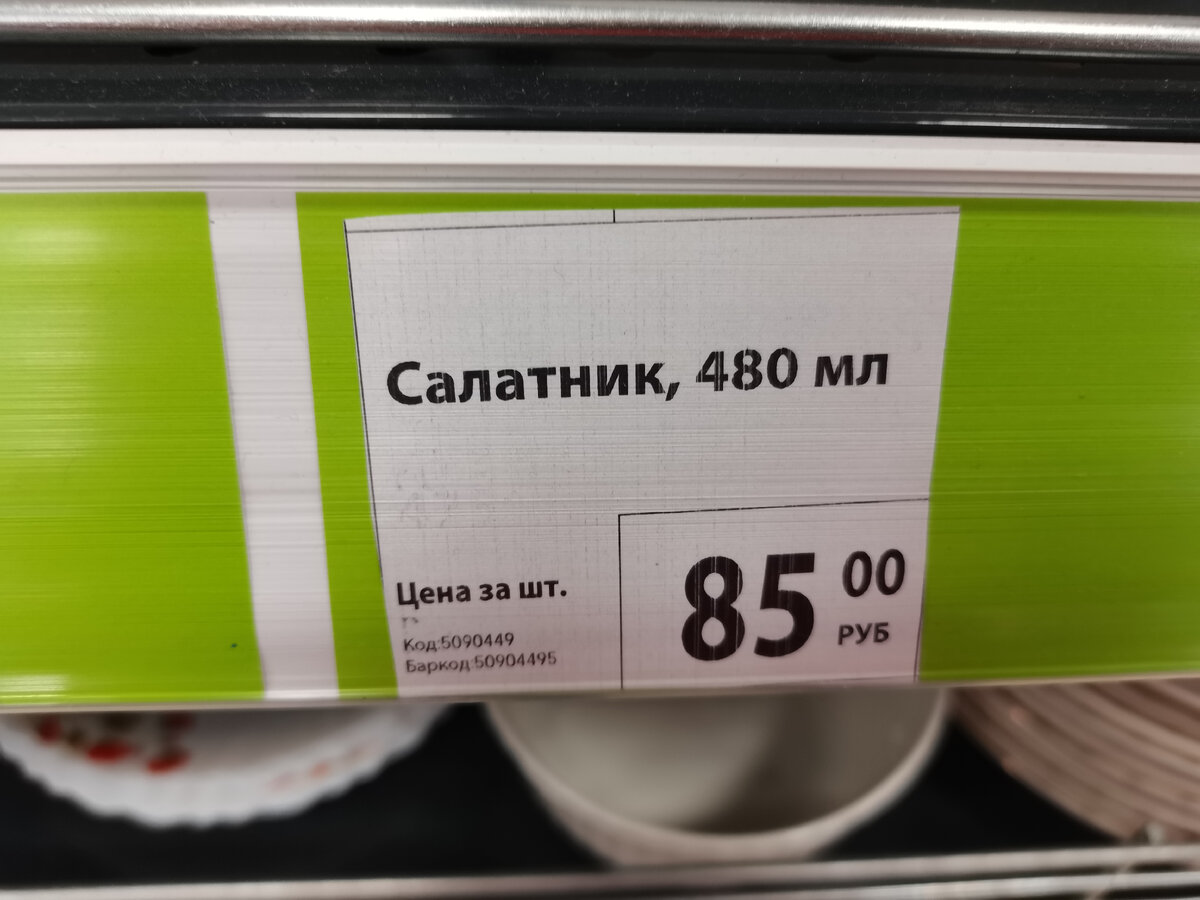 Салатник, 480 мл
Цена за шт.
Код:5090449
Баркод:50904495
85 00
РУБ